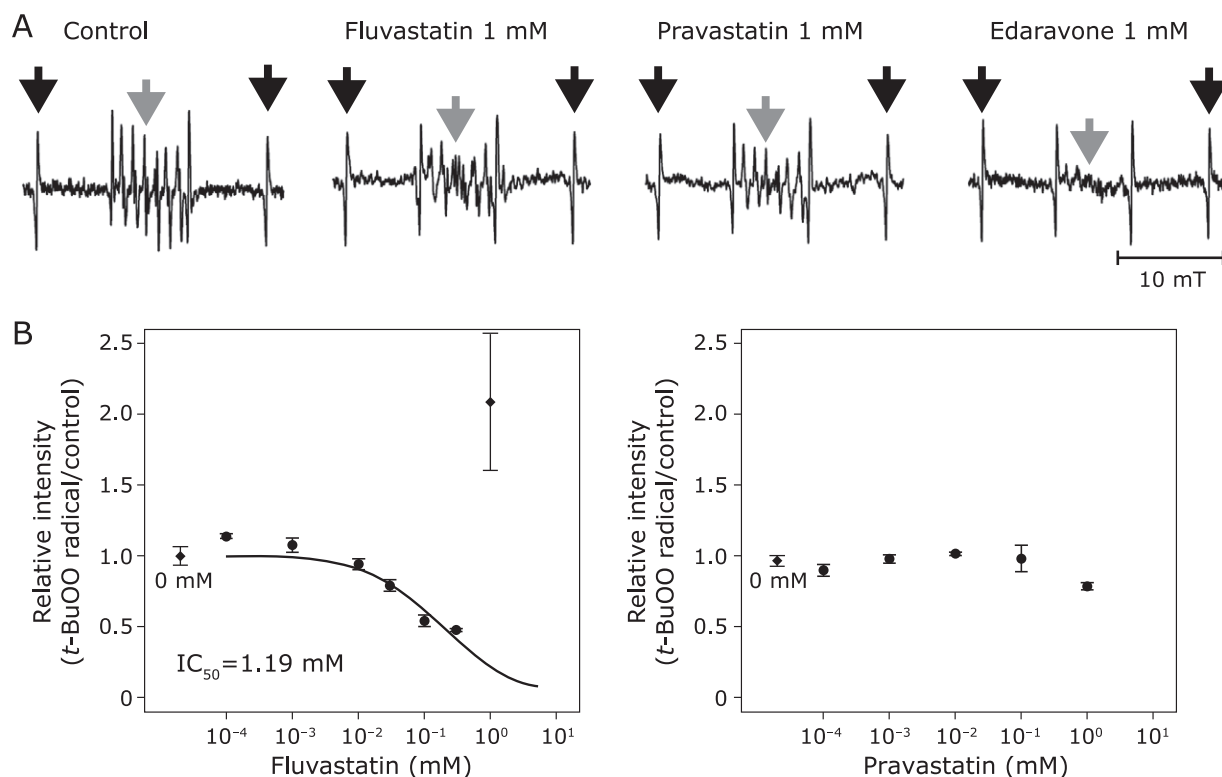 A
Control
Fluvastatin 1 mM
Pravastatin 1 mM
Edaravone 1 mM
10 mT
B
Relative intensity
(t-BuOO radical/control)
2.5
2.0
1.5
1.0
0.5
0
0 mM
IC₅₀=1.19 mM
10⁻⁴
10⁻³
10⁻²
10⁻¹
10⁰
10¹
Fluvastatin (mM)
Relative intensity
(t-BuOO radical/control)
2.5
2.0
1.5
1.0
0.5
0
0 mM
10⁻⁴
10⁻³
10⁻²
10⁻¹
10⁰
10¹
Pravastatin (mM)